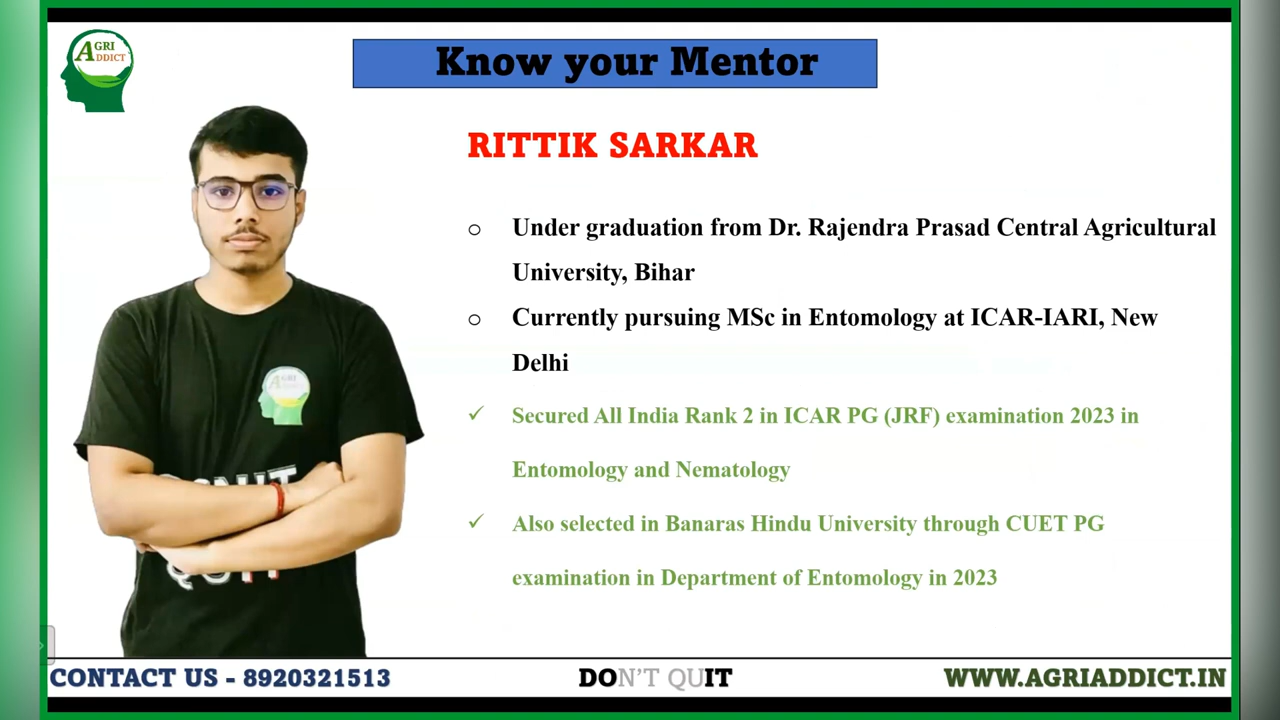 AGRI
ADDICT
Know your Mentor
RITTIK SARKAR
Under graduation from Dr. Rajendra Prasad Central Agricultural
University, Bihar
Currently pursuing MSc in Entomology at ICAR-IARI, New
Delhi
AGRI
Secured All India Rank 2 in ICAR PG (JRF) examination 2023 in
Entomology and Nematology
Also selected in Banaras Hindu University through CUET PG
examination in Department of Entomology in 2023
CONTACT US - 8920321513
DON'T QUIT
WWW.AGRIADDICT.IN